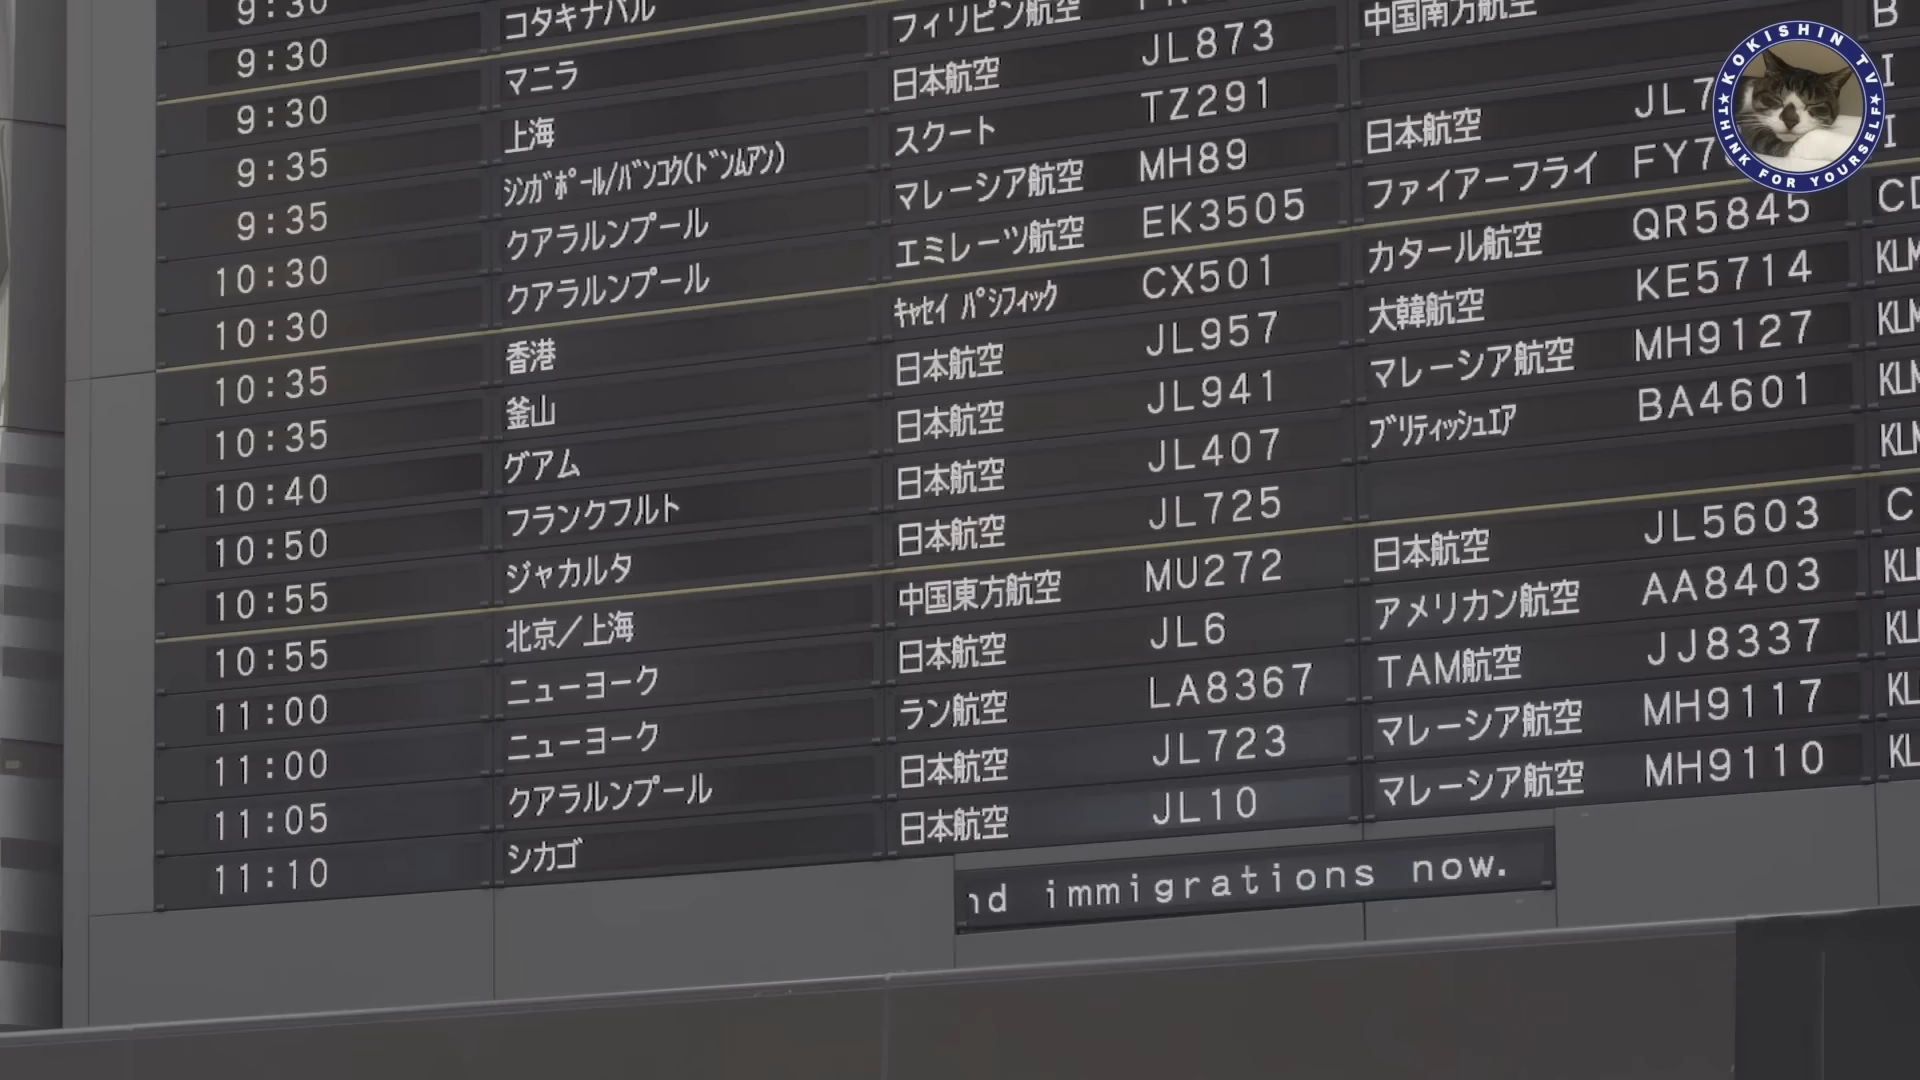 9:30
9:30 コタキナバル
9:30 マニラ フィリピン航空
9:35 上海 日本航空 JL873 中国南方航空
9:35 ｼﾝｶﾞﾎﾟｰﾙ/ﾊﾞﾝｺｸ(ﾄﾞﾝﾑｱﾝ) スクート TZ291
10:30 クアラルンプール マレーシア航空 MH89 日本航空
10:30 クアラルンプール エミレーツ航空 EK3505 ファイアーフライ
10:35 香港 ｷｬｾｲ ﾊﾟｼﾌｨｯｸ CX501 カタール航空 QR5845
10:35 釜山 日本航空 JL957 大韓航空 KE5714
10:40 グアム 日本航空 JL941 マレーシア航空 MH9127
10:50 フランクフルト 日本航空 JL407 ﾌﾞﾘﾃｨｯｼｭｴｱ BA4601
10:55 ジャカルタ 日本航空 JL725
10:55 北京／上海 中国東方航空 MU272 日本航空 JL5603
11:00 ニューヨーク 日本航空 JL6 アメリカン航空 AA8403
11:00 ニューヨーク ラン航空 LA8367 TAM航空 JJ8337
11:05 クアラルンプール 日本航空 JL723 マレーシア航空 MH9117
11:10 シカゴ 日本航空 JL10 マレーシア航空 MH9110
nd immigrations now.
KOKISHIN TV
THINK FOR YOURSELF